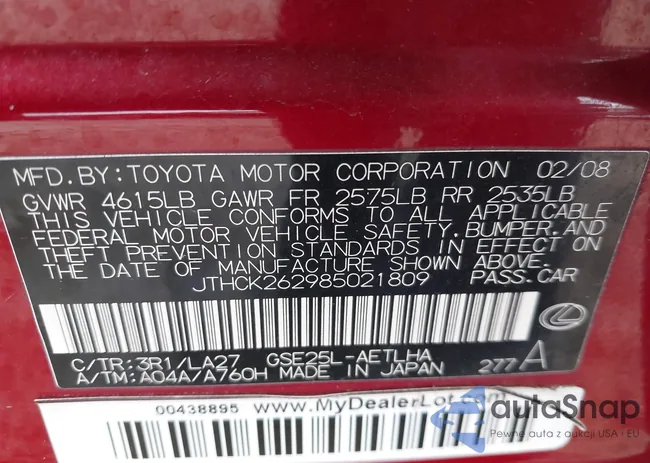 MFD. BY: TOYOTA MOTOR CORPORATION 02/08
GVWR 4615LB GAWR FR 2575LB RR 2535LB
THIS VEHICLE CONFORMS TO ALL APPLICABLE
FEDERAL MOTOR VEHICLE SAFETY, BUMPER, AND
THEFT PREVENTION STANDARDS IN EFFECT ON
THE DATE OF MANUFACTURE SHOWN ABOVE.
JTHCK262985021809 PASS. CAR
C/TR: 3R1/LA27 GSE25L-AETLHA
A/TM: A04A/A760H MADE IN JAPAN 277A
00438895 www.MyDealerLot.com
autaSnap
Pewne auta z aukcji USA i EU